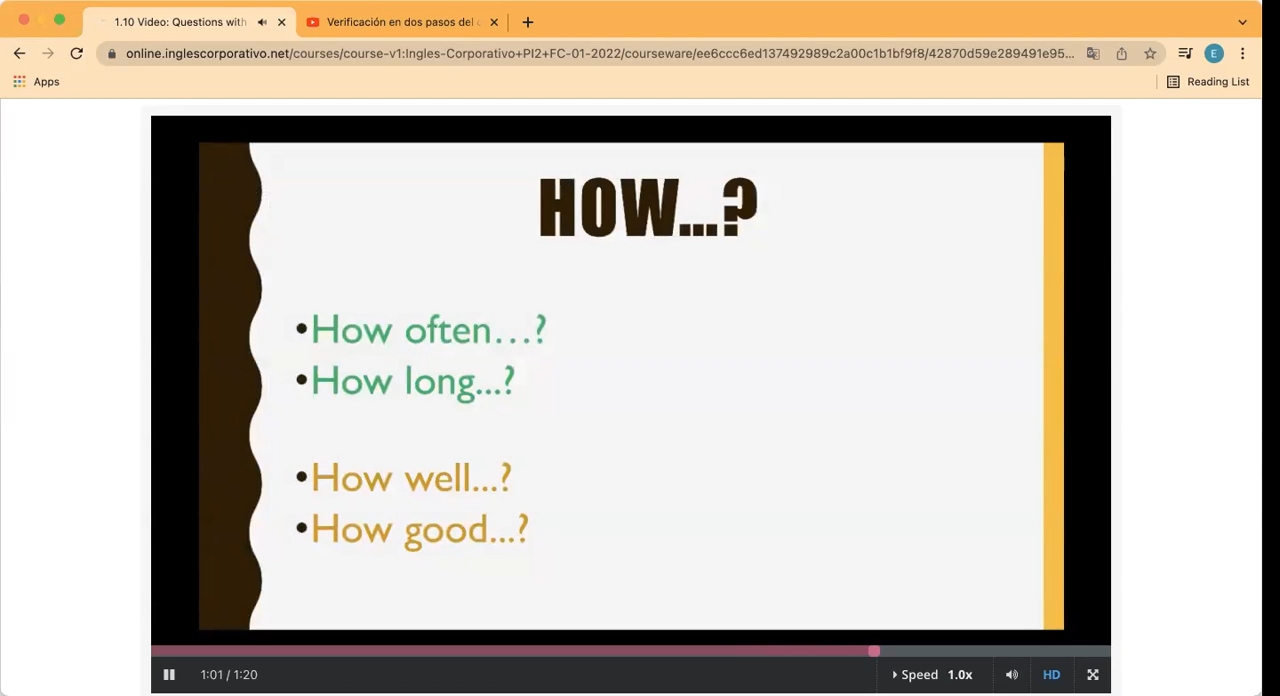 1.10 Video: Questions with
Verificación en dos pasos del
online.inglescorporativo.net/courses/course-v1:Ingles-Corporativo+PI2+FC-01-2022/courseware/ee6ccc6ed137492989c2a00c1b1bf9f8/42870d59e289491e95...
E
Apps
Reading List
HOW...?
•How often...?
•How long...?
•How well...?
•How good...?
1:01 / 1:20
Speed 1.0x
HD